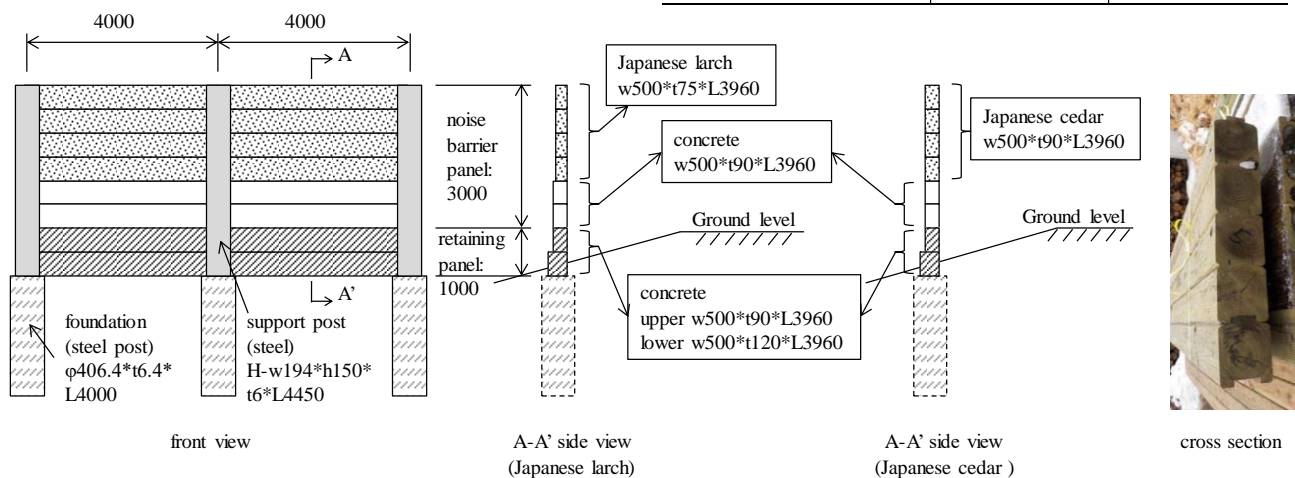 4000
4000
A
noise
barrier
panel:
3000
retaining
panel:
1000
A'
foundation
(steel post)
φ406.4*t6.4*
L4000
support post
(steel)
H-w194*h150*
t6*L4450
front view
Japanese larch
w500*t75*L3960
concrete
w500*t90*L3960
Ground level
concrete
upper w500*t90*L3960
lower w500*t120*L3960
A-A' side view
(Japanese larch)
Japanese cedar
w500*t90*L3960
Ground level
A-A' side view
(Japanese cedar )
cross section